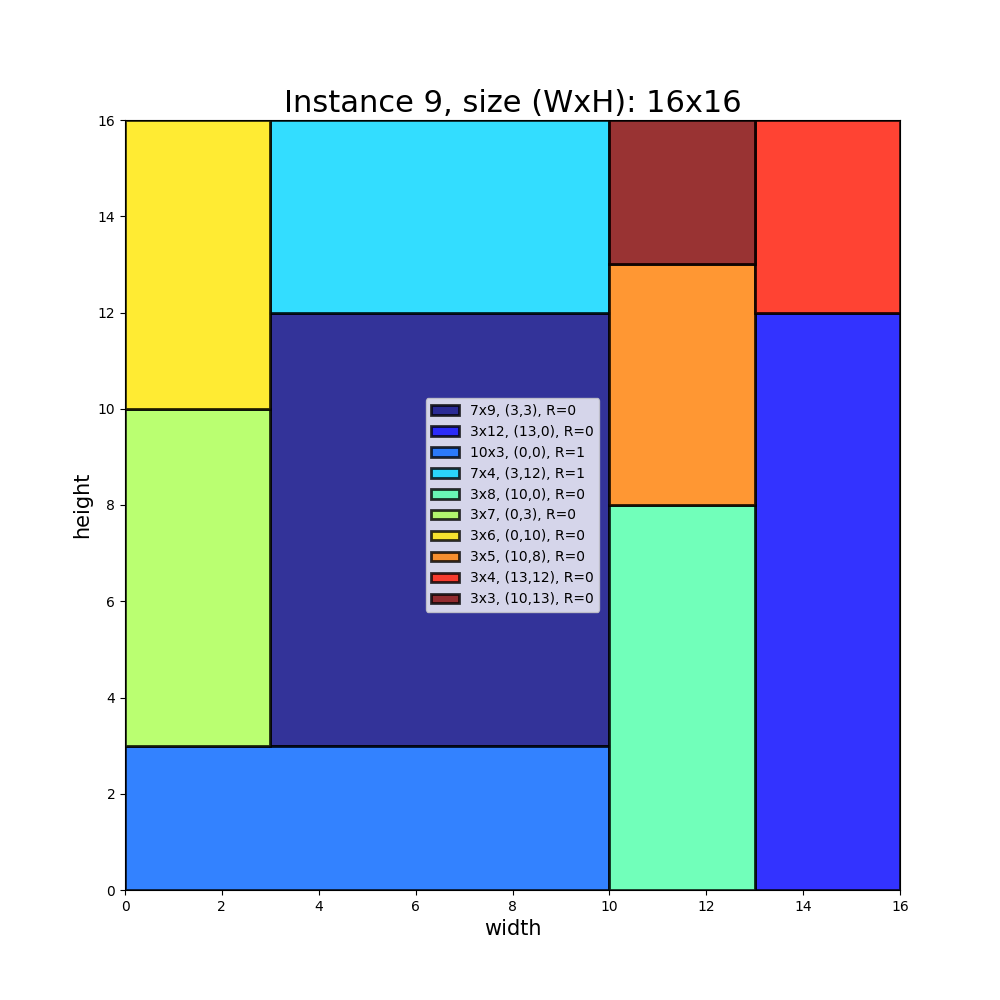 Instance 9, size (WxH): 16x16
16
14
12
10
8
6
4
2
0
height
7x9, (3,3), R=0
3x12, (13,0), R=0
10x3, (0,0), R=1
7x4, (3,12), R=1
3x8, (10,0), R=0
3x7, (0,3), R=0
3x6, (0,10), R=0
3x5, (10,8), R=0
3x4, (13,12), R=0
3x3, (10,13), R=0
0 2 4 6 8 10 12 14 16
width